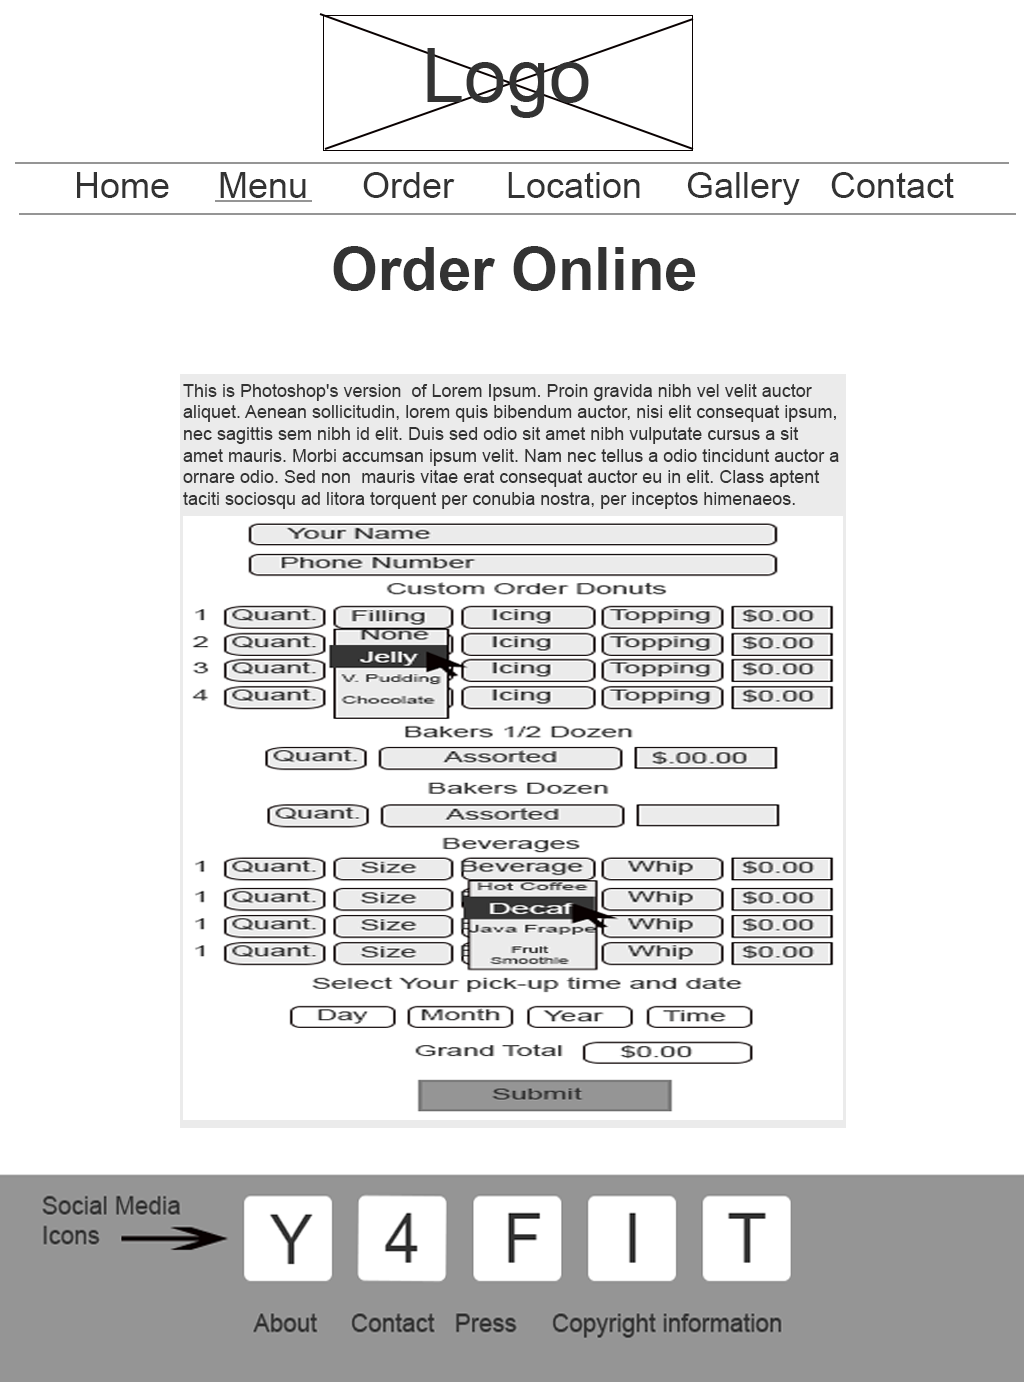 Logo
Home Menu Order Location Gallery Contact
Order Online
This is Photoshop's version  of Lorem Ipsum. Proin gravida nibh vel velit auctor
aliquet. Aenean sollicitudin, lorem quis bibendum auctor, nisi elit consequat ipsum,
nec sagittis sem nibh id elit. Duis sed odio sit amet nibh vulputate cursus a sit
amet mauris. Morbi accumsan ipsum velit. Nam nec tellus a odio tincidunt auctor a
ornare odio. Sed non  mauris vitae erat consequat auctor eu in elit. Class aptent
taciti sociosqu ad litora torquent per conubia nostra, per inceptos himenaeos.
Your Name
Phone Number
Custom Order Donuts
1 Quant. Filling Icing Topping $0.00
None
2 Quant. Icing Topping $0.00
Jelly
3 Quant. Icing Topping $0.00
V. Pudding
4 Quant. Icing Topping $0.00
Chocolate
Bakers 1/2 Dozen
Quant. Assorted $.00.00
Bakers Dozen
Quant. Assorted
Beverages
1 Quant. Size Beverage Whip $0.00
Hot Coffee
1 Quant. Size Whip $0.00
Decaf
1 Quant. Size Whip $0.00
Java Frappe
1 Quant. Size Whip $0.00
Fruit
Smoothie
Select Your pick-up time and date
Day Month Year Time
Grand Total $0.00
Submit
Social Media
Icons
Y 4 F I T
About Contact Press Copyright information